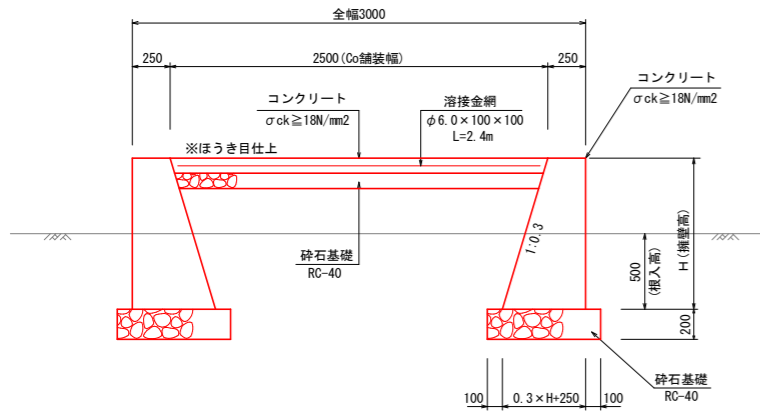 全幅3000
250
2500(Co舗装幅)
250
コンクリート
σck≧18N/mm2
溶接金網
φ6.0×100×100
L=2.4m
コンクリート
σck≧18N/mm2
※ほうき目仕上
砕石基礎
RC-40
1:0.3
500
(根入高)
H(擁壁高)
200
砕石基礎
RC-40
100
0.3×H+250
100